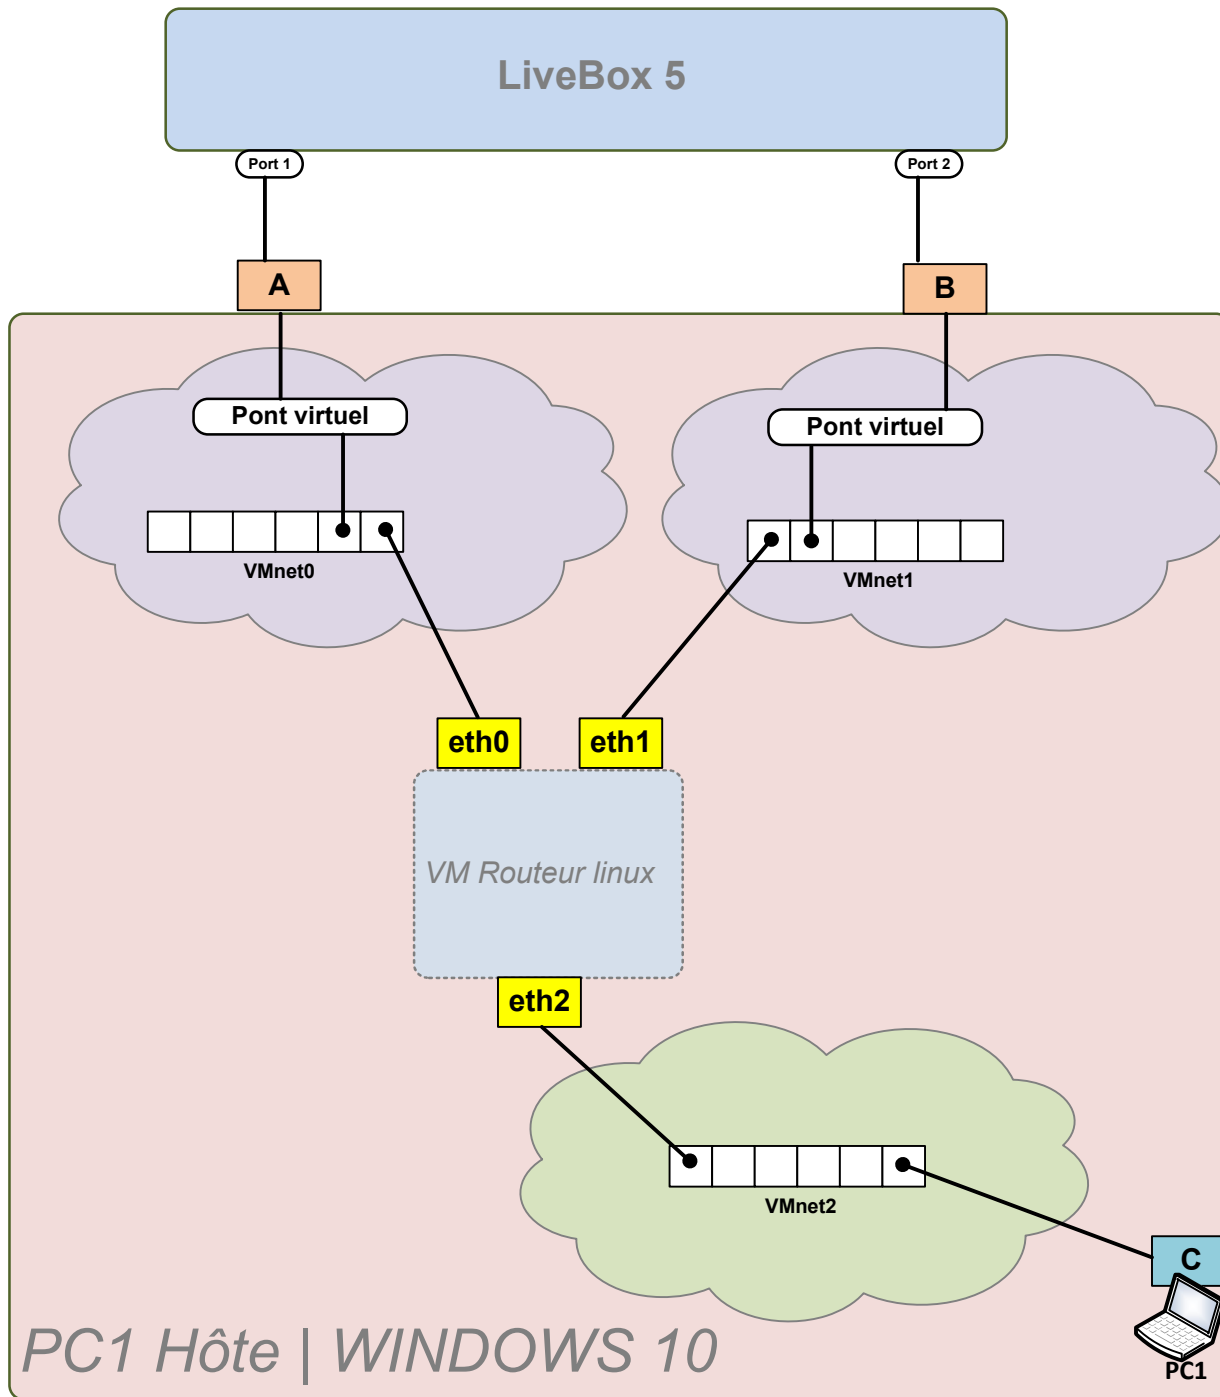 LiveBox 5
Port 1
Port 2
A
B
Pont virtuel
Pont virtuel
VMnet0
VMnet1
eth0
eth1
VM Routeur linux
eth2
VMnet2
C
PC1
PC1 Hôte | WINDOWS 10